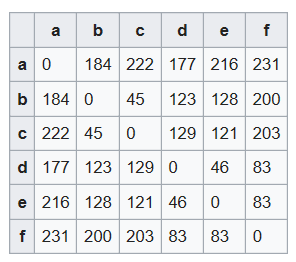 a b c d e f
a 0 184 222 177 216 231
b 184 0 45 123 128 200
c 222 45 0 129 121 203
d 177 123 129 0 46 83
e 216 128 121 46 0 83
f 231 200 203 83 83 0